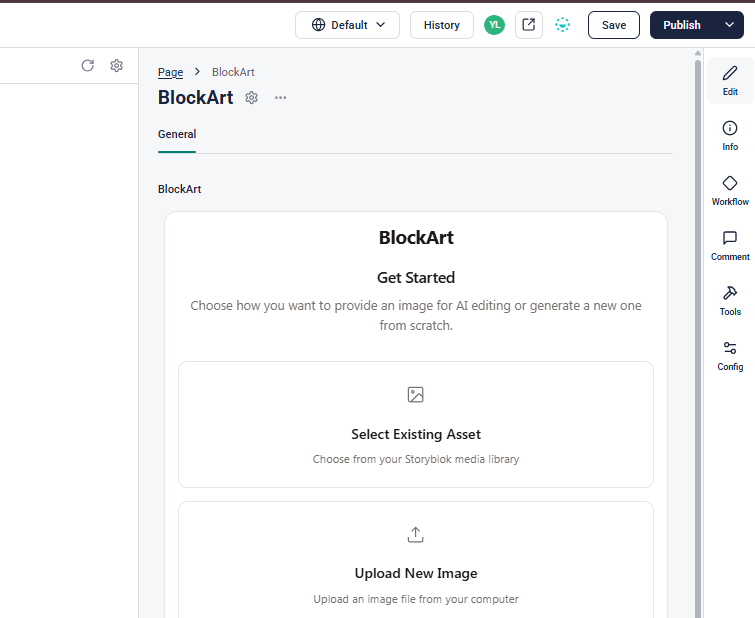 Default
History
YL
Save
Publish
Page
BlockArt
BlockArt
General
BlockArt
BlockArt
Get Started
Choose how you want to provide an image for AI editing or generate a new one
from scratch.
Select Existing Asset
Choose from your Storyblok media library
Upload New Image
Upload an image file from your computer
Edit
Info
Workflow
Comment
Tools
Config